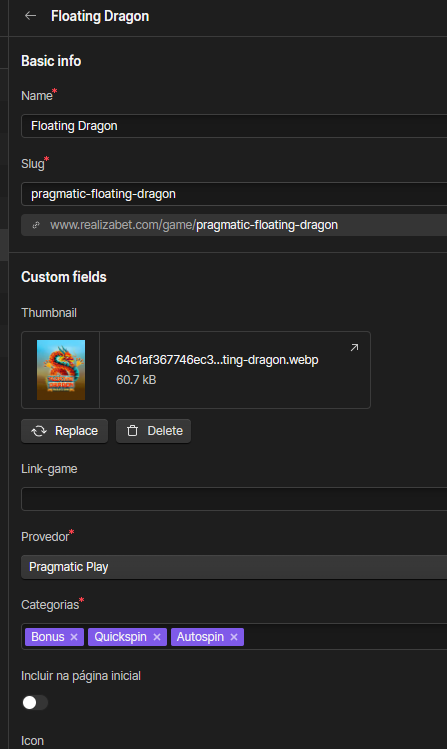 Floating Dragon
Basic info
Name*
Floating Dragon
Slug*
pragmatic-floating-dragon
www.realizabet.com/game/pragmatic-floating-dragon
Custom fields
Thumbnail
64c1af367746ec3...ting-dragon.webp
60.7 kB
Replace
Delete
Link-game
Provedor*
Pragmatic Play
Categorias*
Bonus × Quickspin × Autospin ×
Incluir na página inicial
Icon